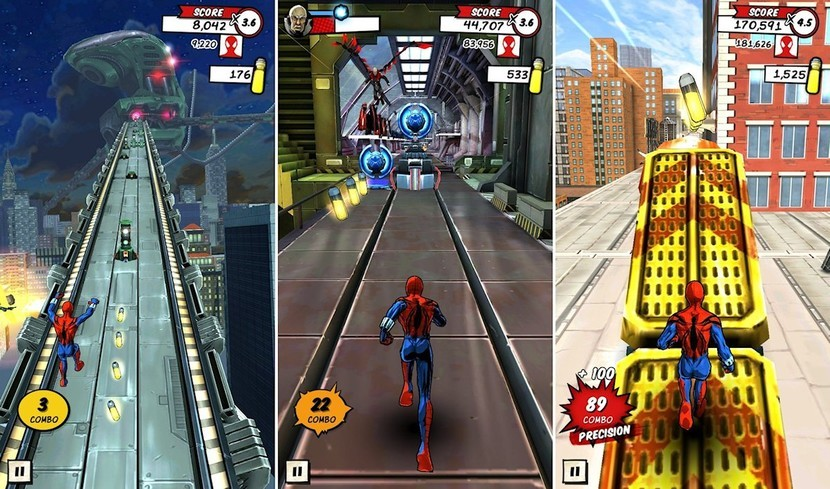 SCORE
8,042 x 3.6
9,220
176
3
COMBO
SCORE
44,707 x 3.6
83,956
533
22
COMBO
SCORE
170,591 x 4.5
181,626
1,525
+ 100
89
COMBO
PRECISION